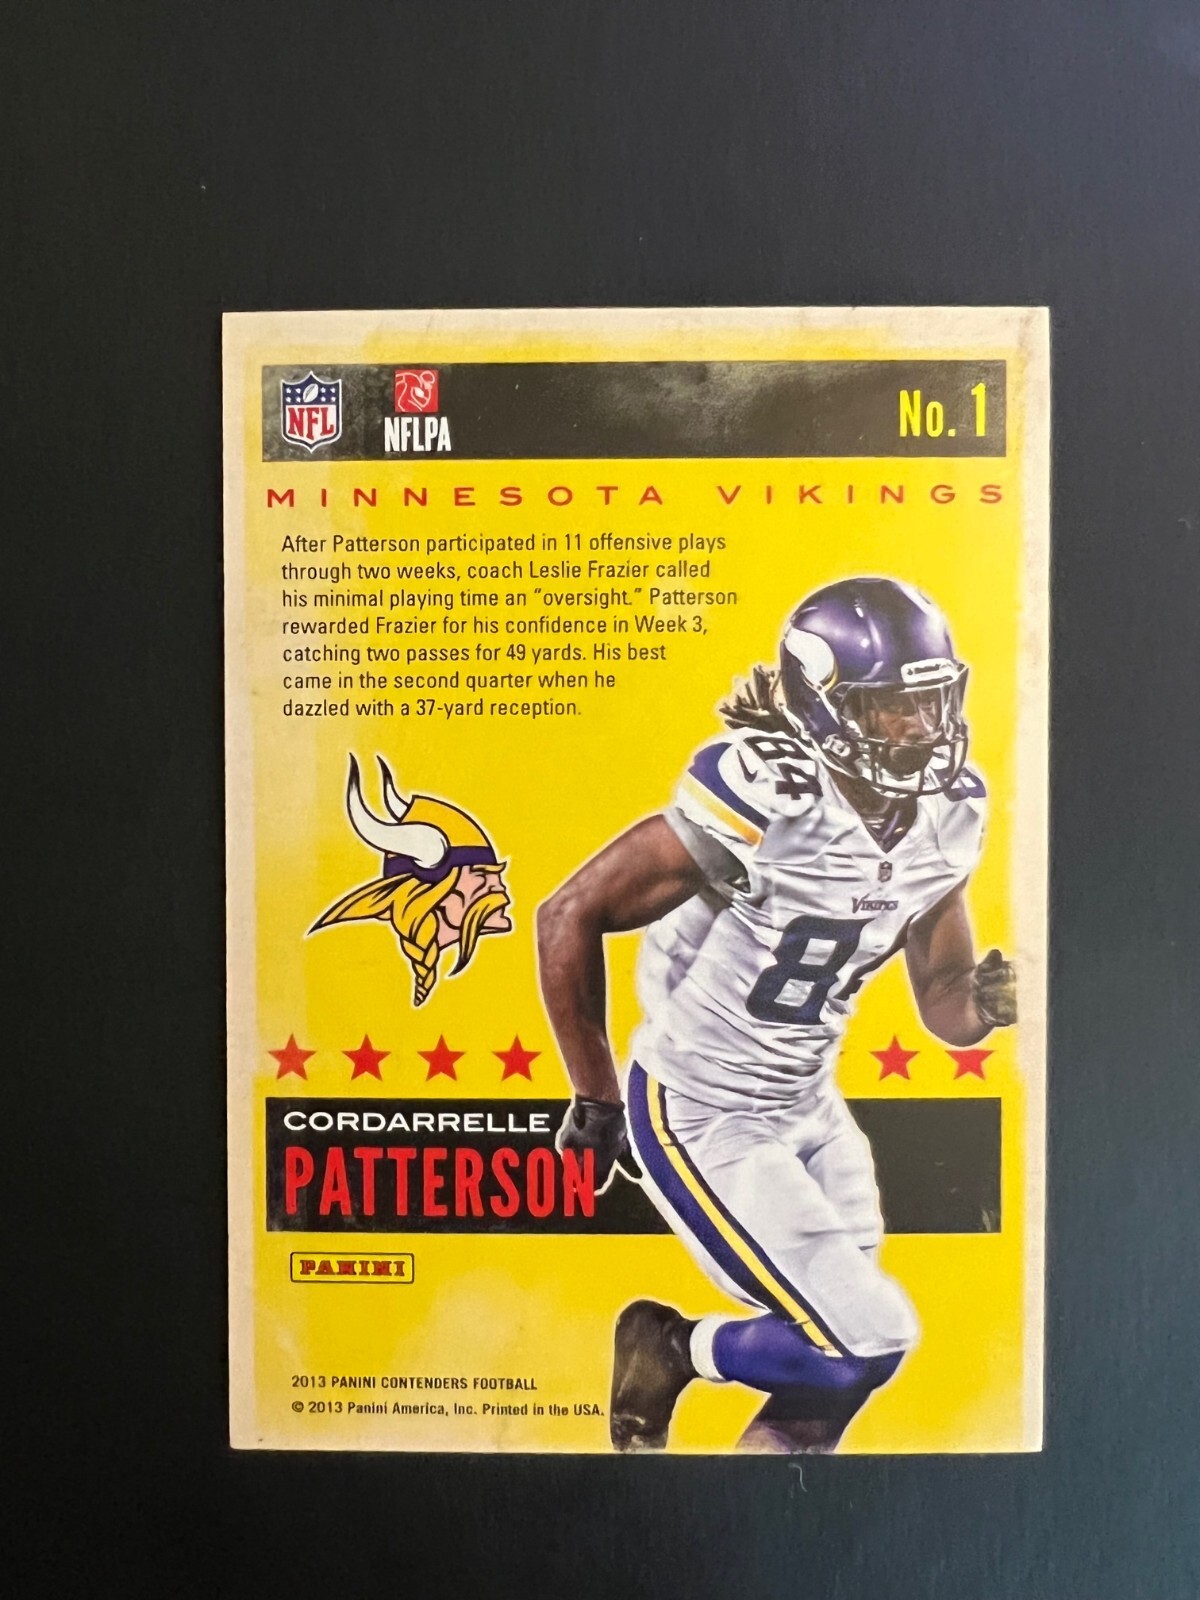 NFL
NFLPA
No. 1
MINNESOTA VIKINGS
After Patterson participated in 11 offensive plays
through two weeks, coach Leslie Frazier called
his minimal playing time an "oversight." Patterson
rewarded Frazier for his confidence in Week 3,
catching two passes for 49 yards. His best
came in the second quarter when he
dazzled with a 37-yard reception.
84
VIKINGS
84
CORDARRELLE
PATTERSON
PANINI
2013 PANINI CONTENDERS FOOTBALL
© 2013 Panini America, Inc. Printed in the USA.